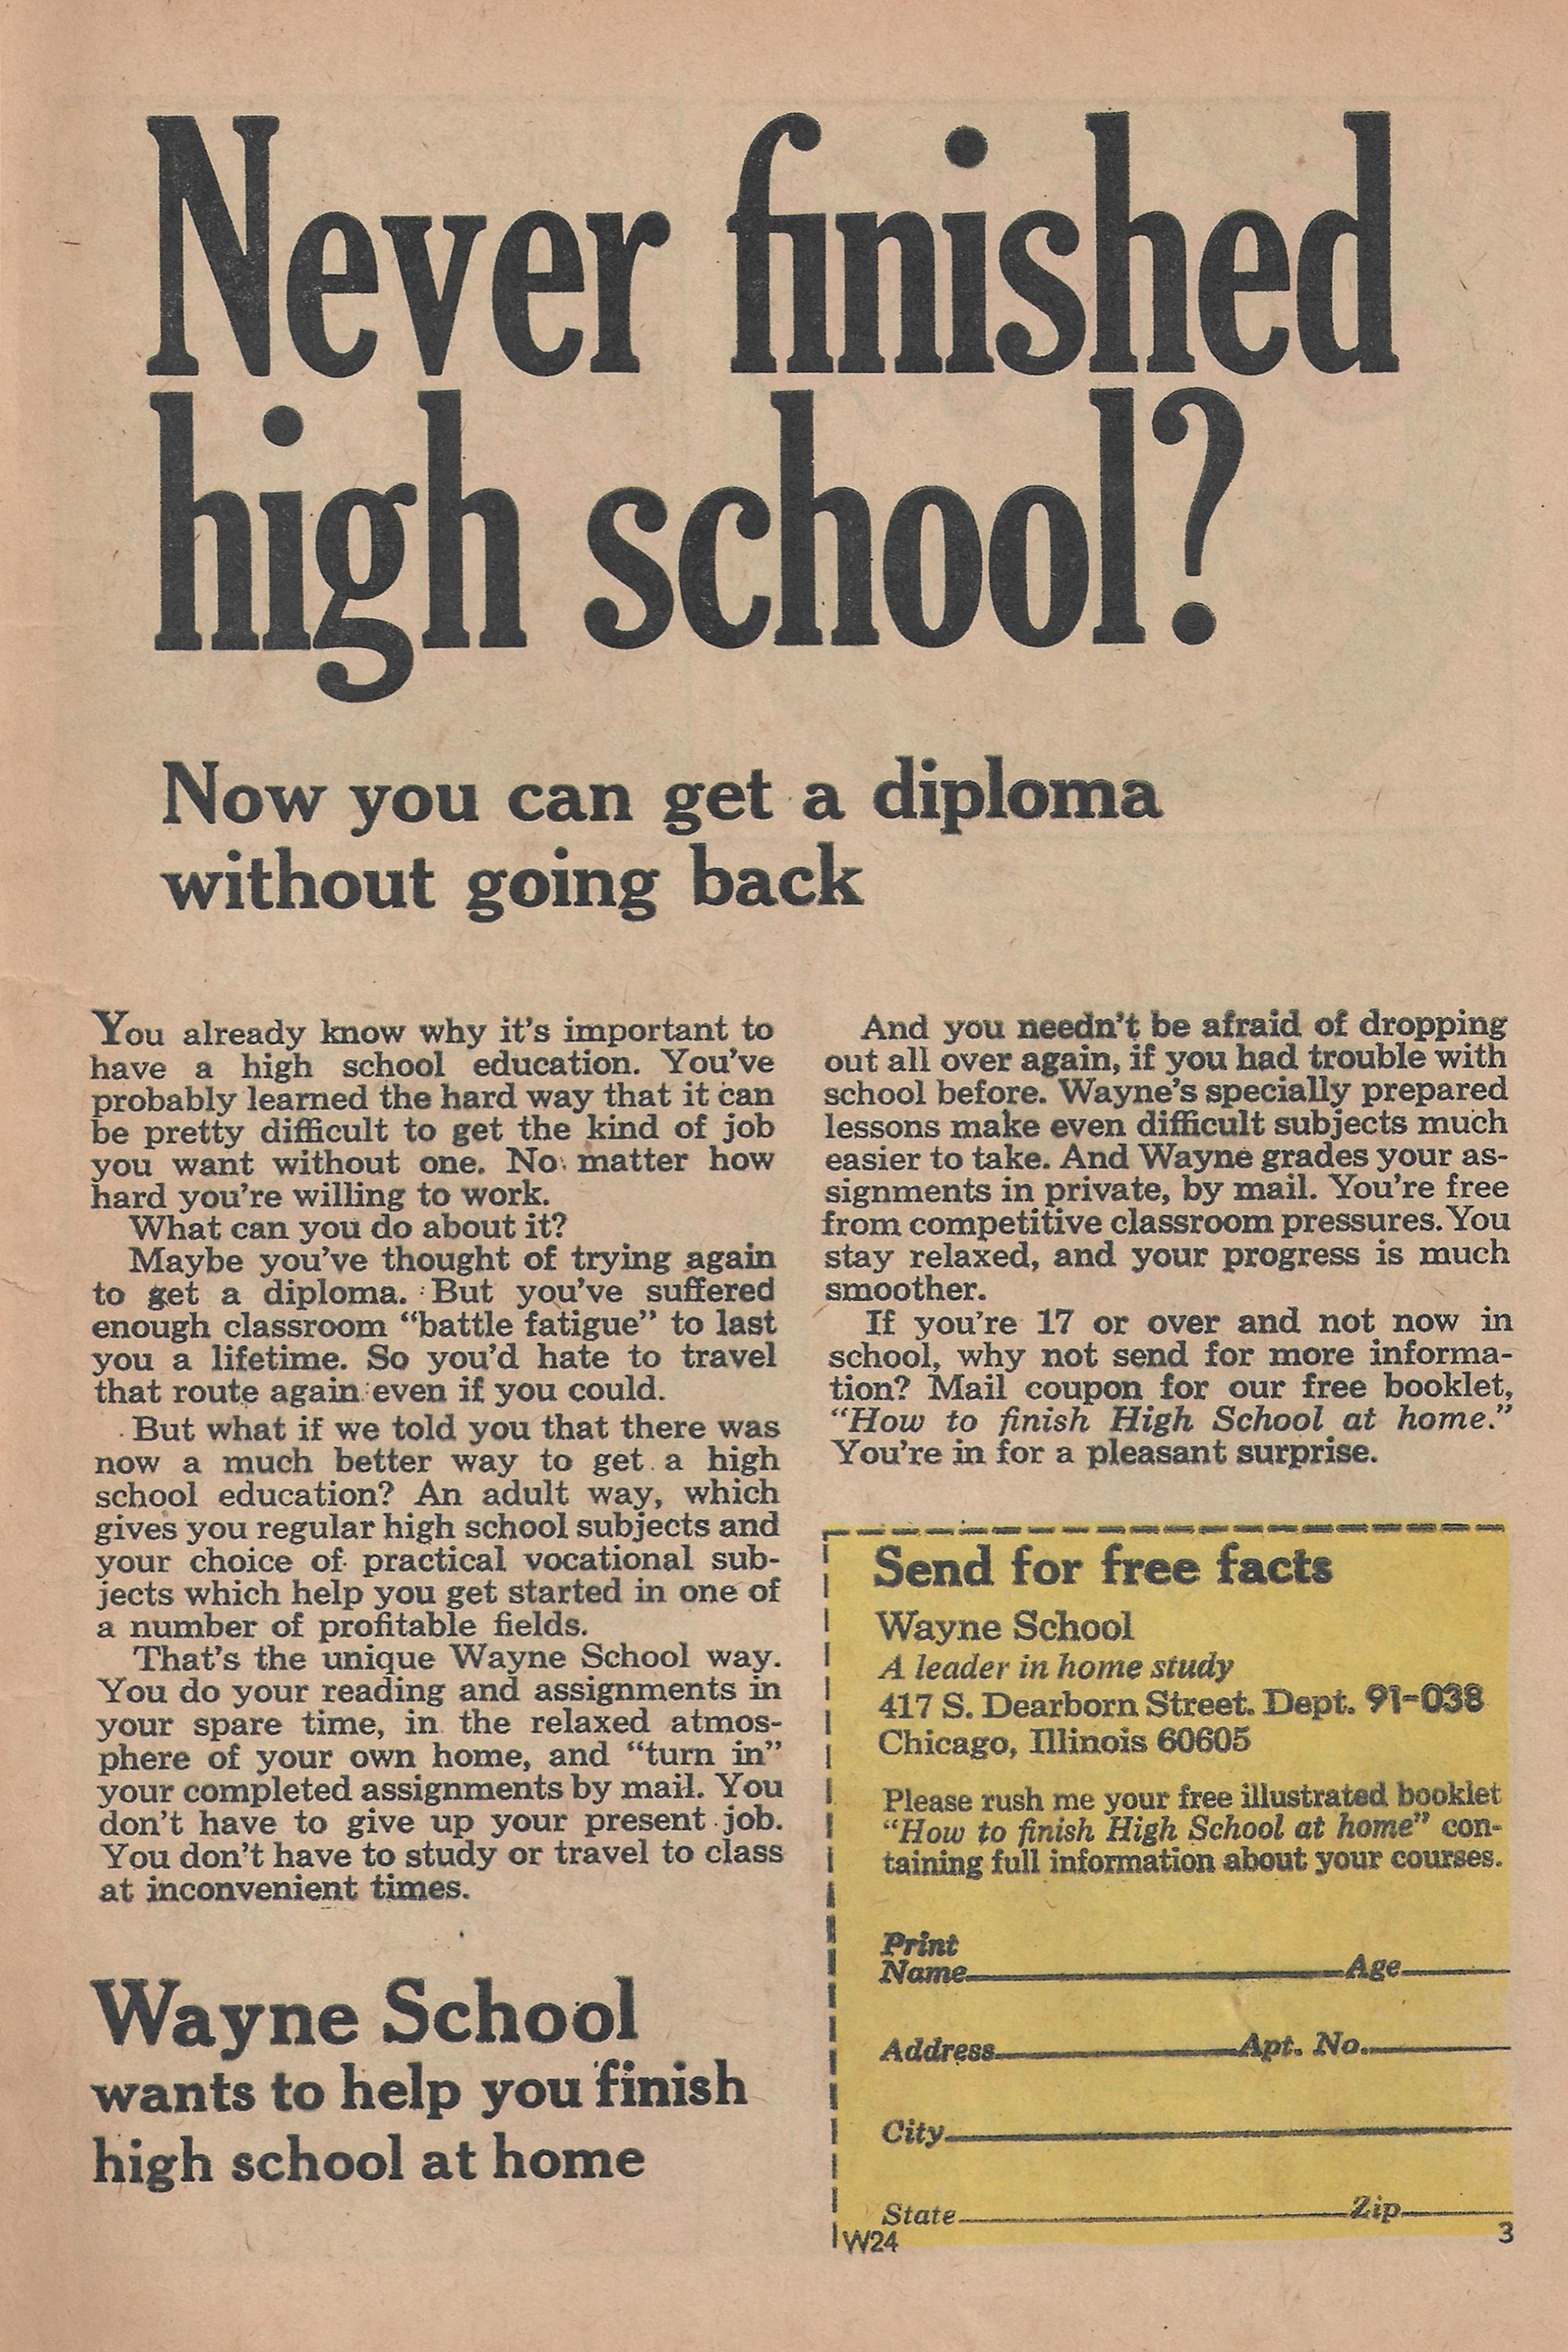 Never finished
high school?
Now you can get a diploma
without going back
You already know why it's important to
have a high school education. You've
probably learned the hard way that it can
be pretty difficult to get the kind of job
you want without one. No matter how
hard you're willing to work.
What can you do about it?
Maybe you've thought of trying again
to get a diploma. But you've suffered
enough classroom “battle fatigue” to last
you a lifetime. So you'd hate to travel
that route again even if you could.
But what if we told you that there was
now a much better way to get a high
school education? An adult way, which
gives you regular high school subjects and
your choice of practical vocational sub-
jects which help you get started in one of
a number of profitable fields.
That's the unique Wayne School way.
You do your reading and assignments in
your spare time, in the relaxed atmos-
phere of your own home, and “turn in”
your completed assignments by mail. You
don't have to give up your present job.
You don't have to study or travel to class
at inconvenient times.
Wayne School
wants to help you finish
high school at home
And you needn't be afraid of dropping
out all over again, if you had trouble with
school before. Wayne's specially prepared
lessons make even difficult subjects much
easier to take. And Wayne grades your as-
signments in private, by mail. You're free
from competitive classroom pressures. You
stay relaxed, and your progress is much
smoother.
If you're 17 or over and not now in
school, why not send for more informa-
tion? Mail coupon for our free booklet,
“How to finish High School at home.”
You're in for a pleasant surprise.
Send for free facts
Wayne School
A leader in home study
417 S. Dearborn Street. Dept. 91-038
Chicago, Illinois 60605
Please rush me your free illustrated booklet
“How to finish High School at home” con-
taining full information about your courses.
Print
Name Age
Address Apt. No.
City
State Zip
W24 3